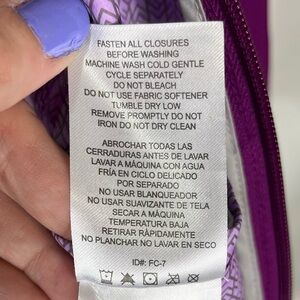 FASTEN ALL CLOSURES
BEFORE WASHING
MACHINE WASH COLD GENTLE
CYCLE SEPARATELY
DO NOT BLEACH
DO NOT USE FABRIC SOFTENER
TUMBLE DRY LOW
REMOVE PROMPTLY DO NOT
IRON DO NOT DRY CLEAN
ABROCHAR TODAS LAS
CERRADURAS ANTES DE LAVAR
LAVAR A MÁQUINA CON AGUA
FRÍA EN CICLO DELICADO
POR SEPARADO
NO USAR BLANQUEADOR
NO USAR SUAVIZANTE DE TELA
SECAR A MÁQUINA
TEMPERATURA BAJA
RETIRAR RÁPIDAMENTE
NO PLANCHAR NO LAVAR EN
SECO
ID#: FC-7